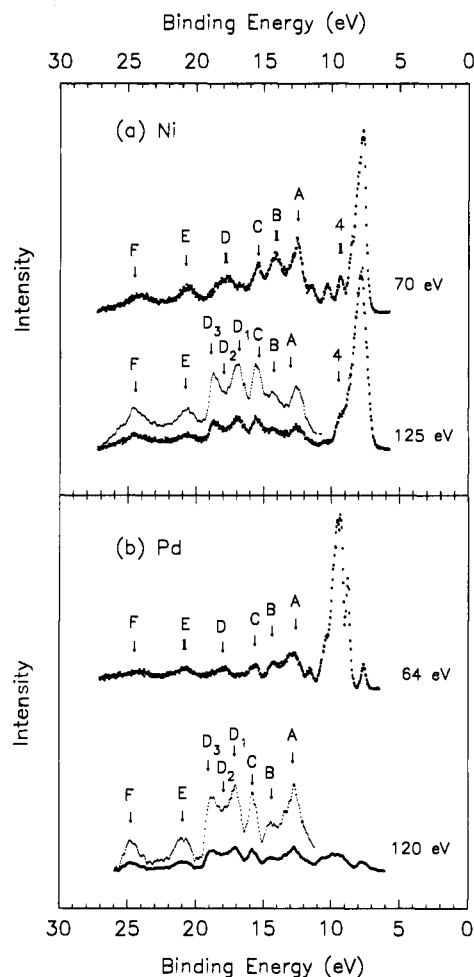 Binding Energy (eV)
30 25 20 15 10 5 0
(a) Ni
Intensity
F E D C B A 4
70 eV
F E D3 D2 D1 C B A 4
125 eV
(b) Pd
Intensity
F E D C B A
64 eV
F E D3 D2 D1 C B A
120 eV
30 25 20 15 10 5 0
Binding Energy (eV)